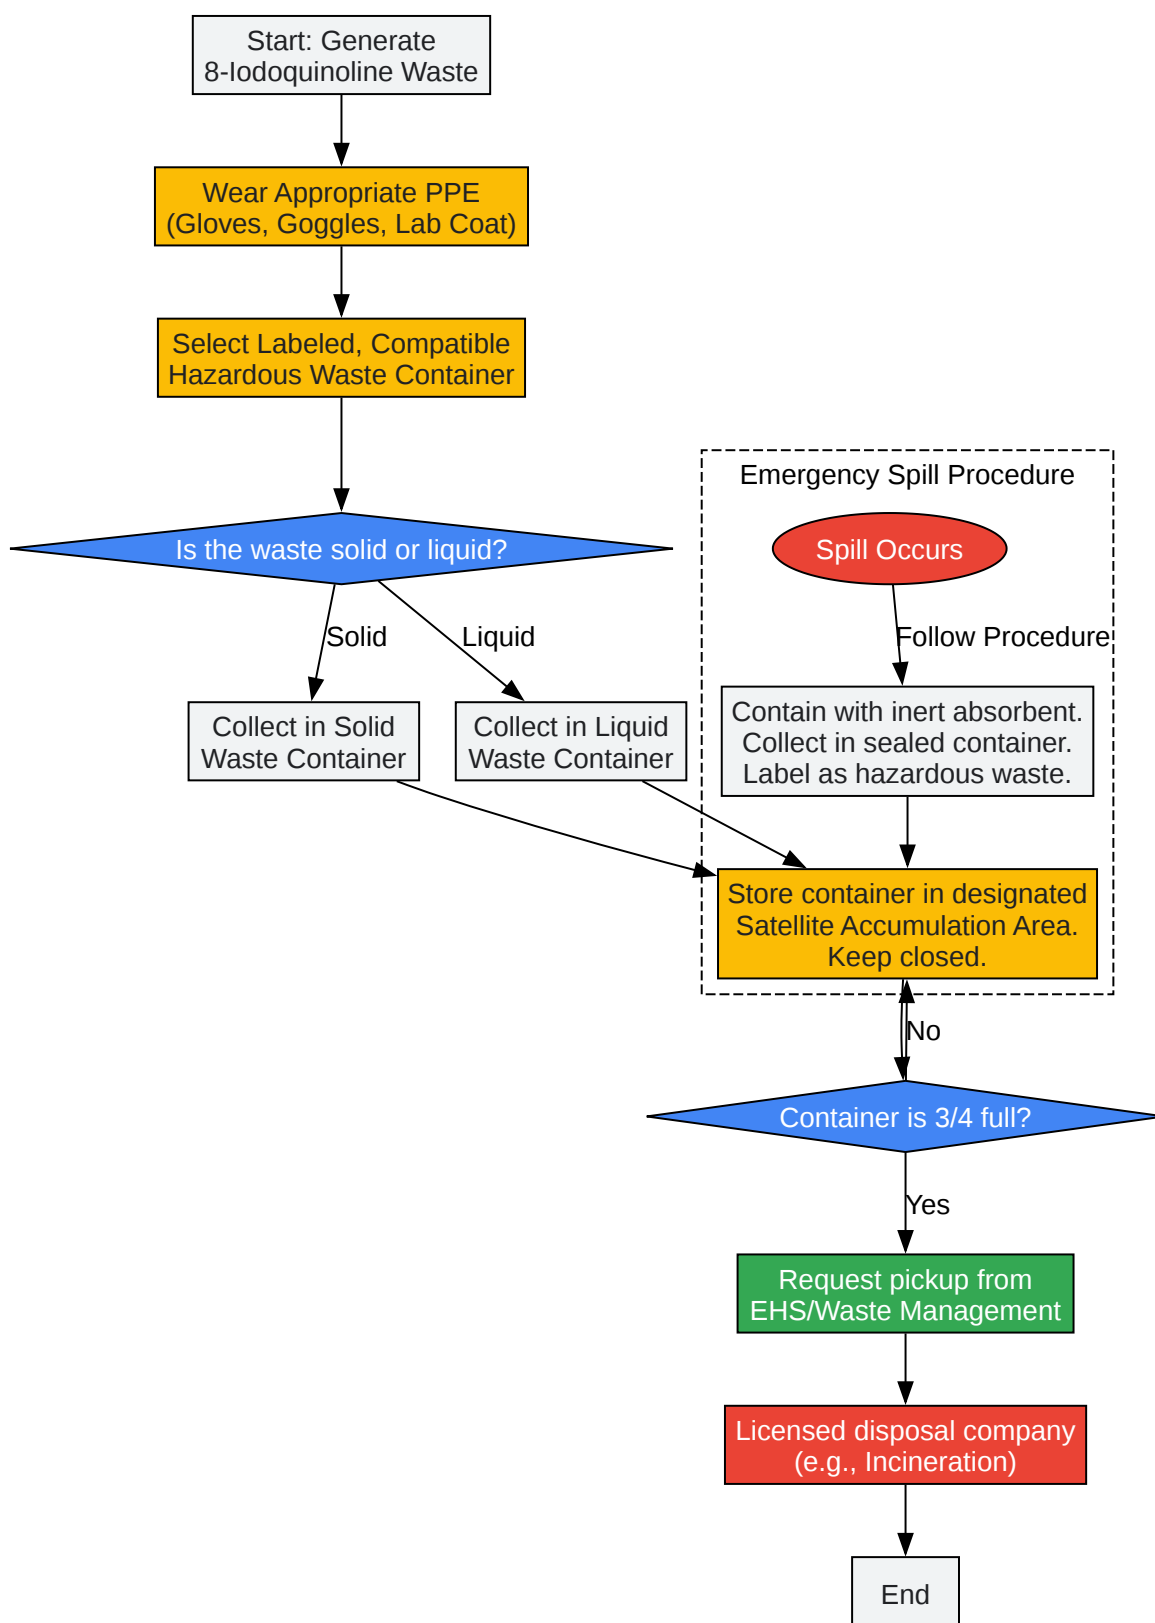 Start: Generate
8-Iodoquinoline Waste
Wear Appropriate PPE
(Gloves, Goggles, Lab Coat)
Select Labeled, Compatible
Hazardous Waste Container
Is the waste solid or liquid?
Solid
Liquid
Collect in Solid
Waste Container
Collect in Liquid
Waste Container
Emergency Spill Procedure
Spill Occurs
Follow Procedure
Contain with inert absorbent.
Collect in sealed container.
Label as hazardous waste.
Store container in designated
Satellite Accumulation Area.
Keep closed.
No
Container is 3/4 full?
Yes
Request pickup from
EHS/Waste Management
Licensed disposal company
(e.g., Incineration)
End